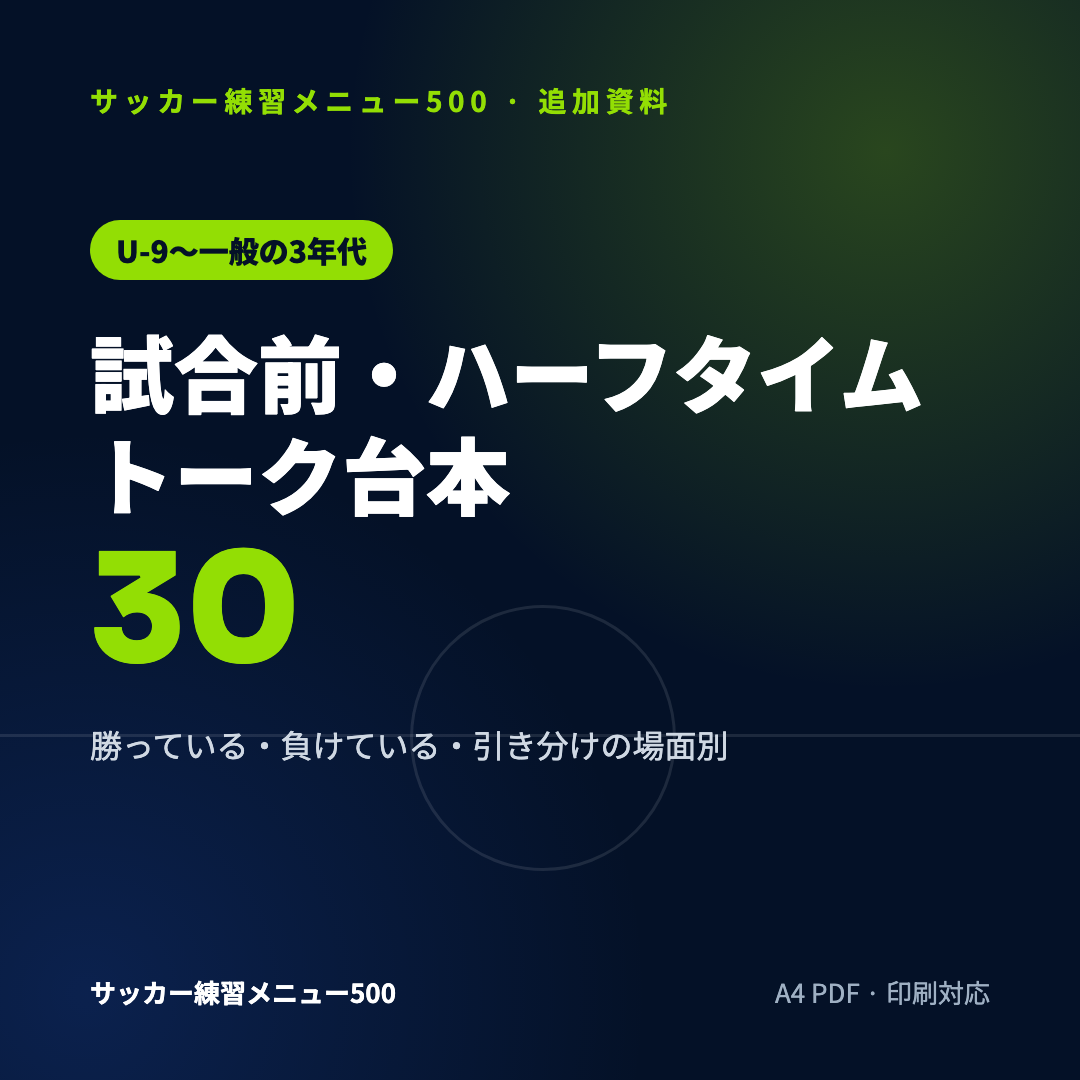 サッカー練習メニュー500 · 追加資料
U-9〜一般の3年代
試合前・ハーフタイム
トーク台本
30
勝っている・負けている・引き分けの場面別
サッカー練習メニュー500
A4 PDF · 印刷対応